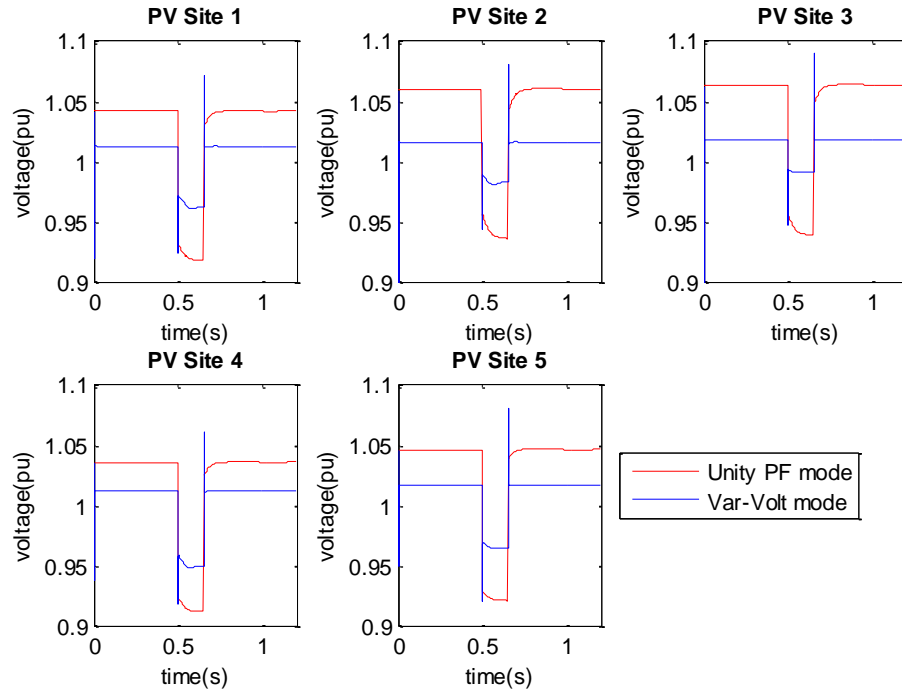 PV Site 1
PV Site 2
PV Site 3
1.1
1.05
1
0.95
0.9
voltage(pu)
0
0.5
1
time(s)
1.1
1.05
1
0.95
0.9
voltage(pu)
0
0.5
1
time(s)
1.1
1.05
1
0.95
0.9
voltage(pu)
0
0.5
1
time(s)
PV Site 4
PV Site 5
1.1
1.05
1
0.95
0.9
voltage(pu)
0
0.5
1
time(s)
1.1
1.05
1
0.95
0.9
voltage(pu)
0
0.5
1
time(s)
Unity PF mode
Var-Volt mode